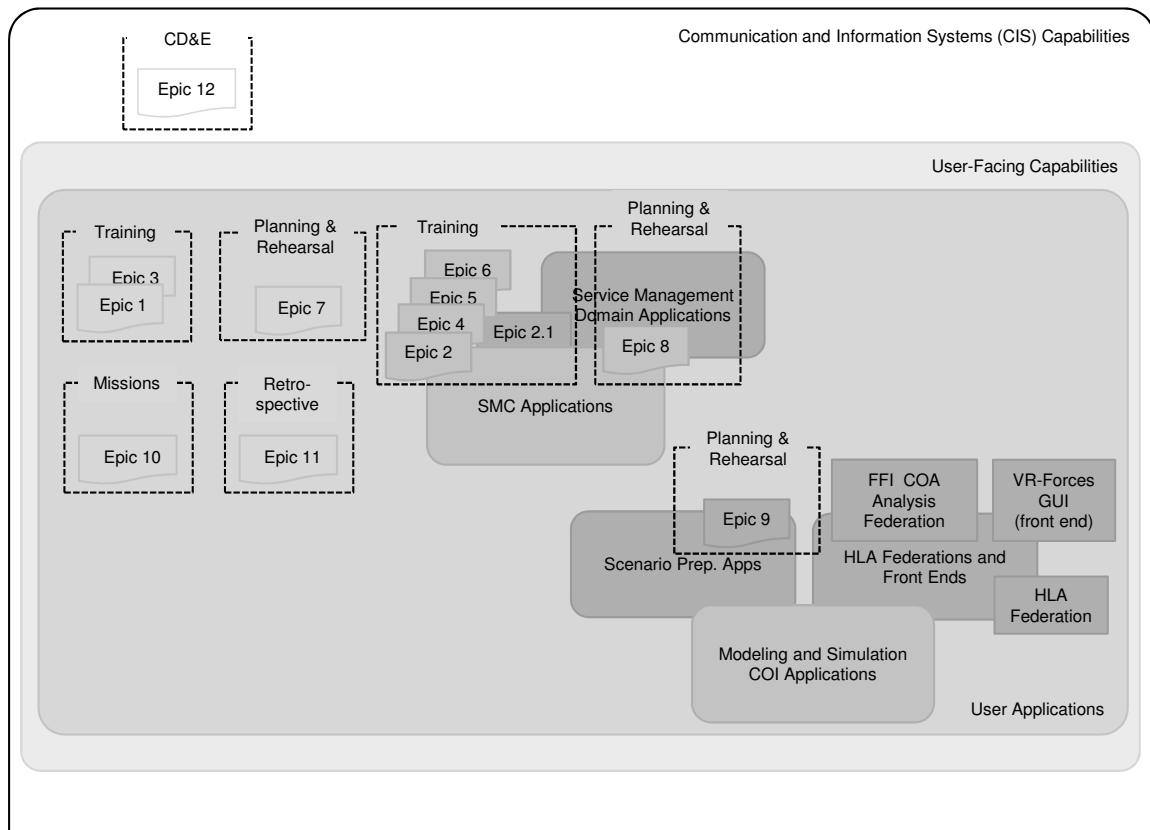 CD&E
Communication and Information Systems (CIS) Capabilities
Epic 12
User-Facing Capabilities
Training
Epic 3
Epic 1
Planning &
Rehearsal
Epic 7
Training
Epic 6
Epic 5
Epic 4
Epic 2
Epic 2.1
Planning &
Rehearsal
Service Management
Domain Applications
Epic 8
SMC Applications
Missions
Epic 10
Retro-
spective
Epic 11
Planning &
Rehearsal
Epic 9
Scenario Prep. Apps
FFI COA
Analysis
Federation
VR-Forces
GUI
(front end)
HLA Federations and
Front Ends
HLA
Federation
Modeling and Simulation
COI Applications
User Applications